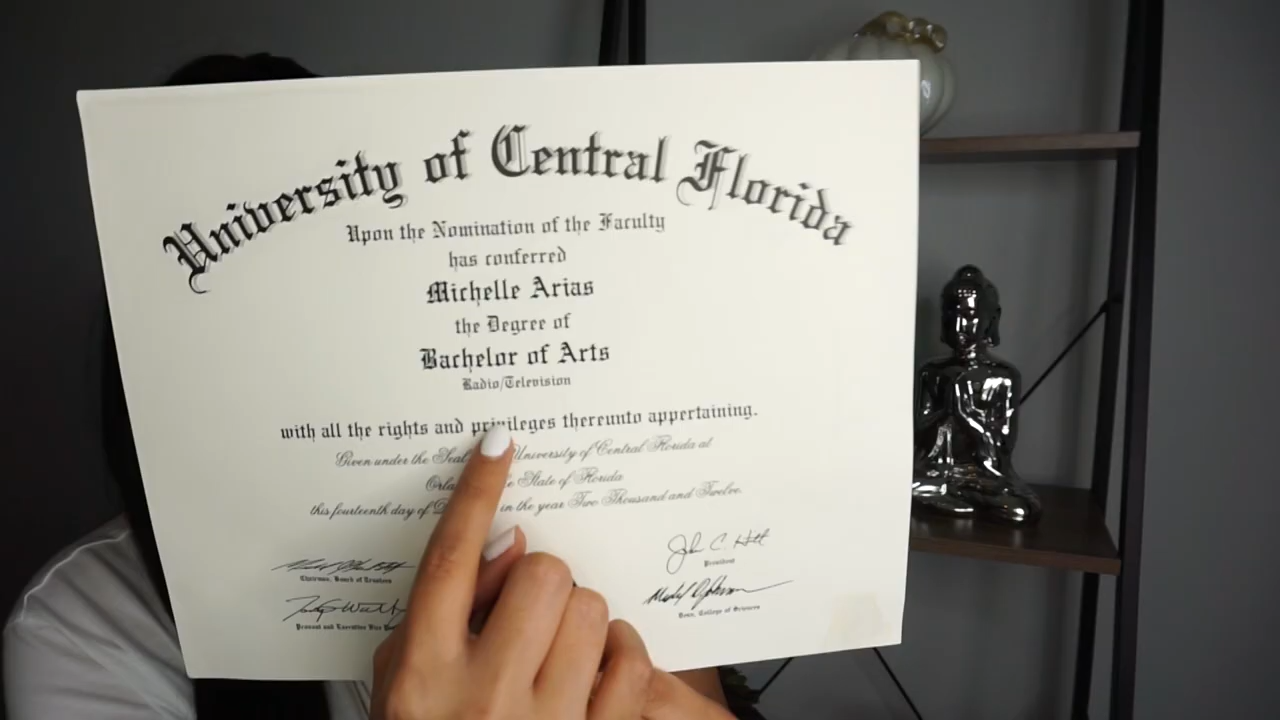 University of Central Florida
Upon the Nomination of the Faculty
has conferred
Michelle Arias
the Degree of
Bachelor of Arts
Radio/Television
with all the rights and privileges thereunto appertaining.
Given under the Seal University of Central Florida at
State of Florida
this fourteenth day of in the year Two Thousand and Twelve.
John C. Hitt
President
Chairman, Board of Trustees
Dean, College of Sciences
Provost and Executive Vice